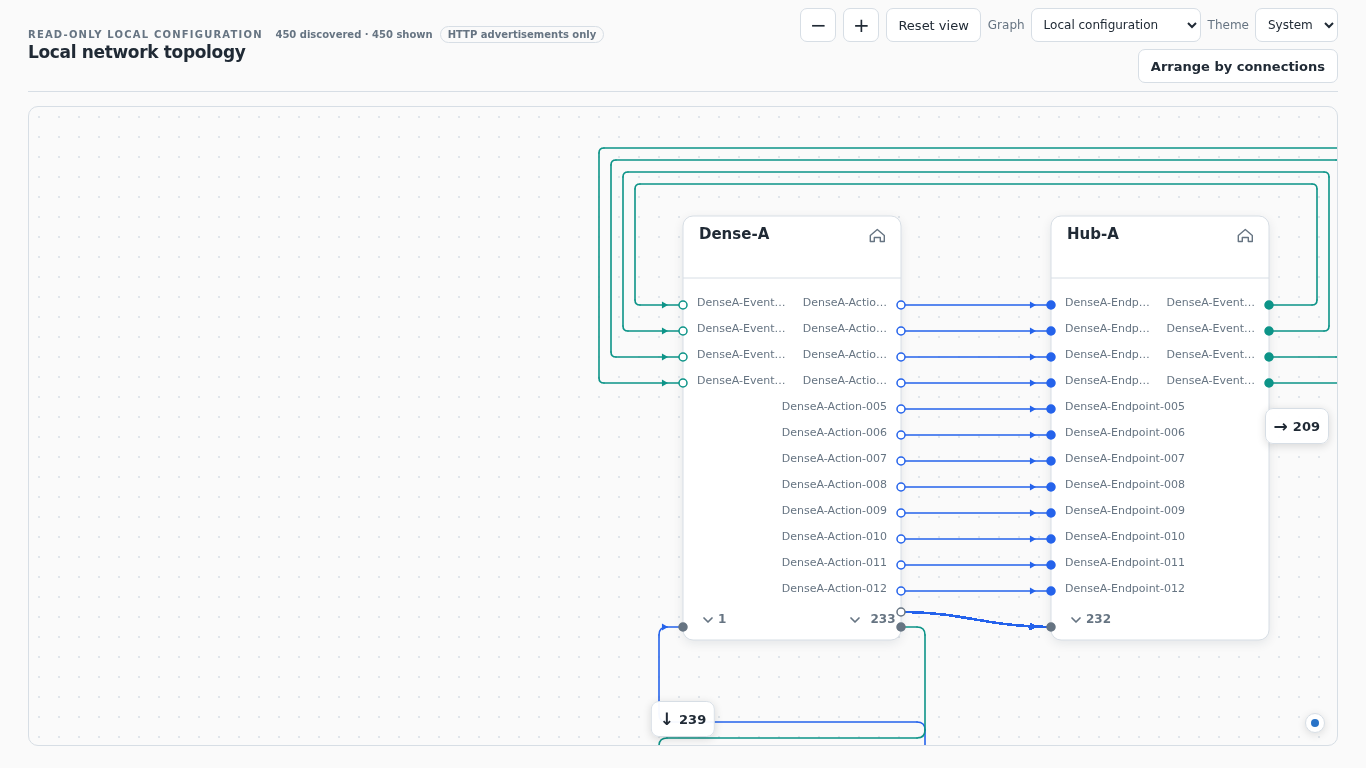 READ-ONLY LOCAL CONFIGURATION 450 discovered · 450 shown HTTP advertisements only
Local network topology
− + Reset view Graph Local configuration Theme System
Arrange by connections
Dense-A Hub-A
DenseA-Event… DenseA-Actio… DenseA-Endp… DenseA-Event…
DenseA-Event… DenseA-Actio… DenseA-Endp… DenseA-Event…
DenseA-Event… DenseA-Actio… DenseA-Endp… DenseA-Event…
DenseA-Event… DenseA-Actio… DenseA-Endp… DenseA-Event…
DenseA-Action-005 DenseA-Endpoint-005
→ 209
DenseA-Action-006 DenseA-Endpoint-006
DenseA-Action-007 DenseA-Endpoint-007
DenseA-Action-008 DenseA-Endpoint-008
DenseA-Action-009 DenseA-Endpoint-009
DenseA-Action-010 DenseA-Endpoint-010
DenseA-Action-011 DenseA-Endpoint-011
DenseA-Action-012 DenseA-Endpoint-012
1 233 232
↓ 239